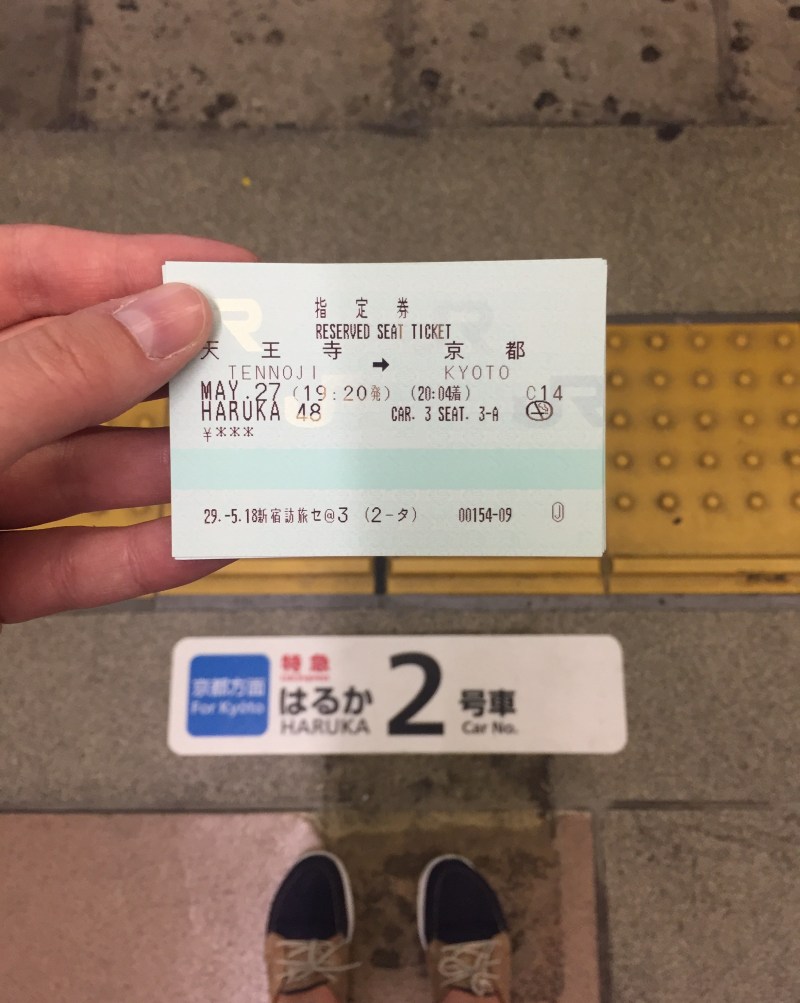 指定券
RESERVED SEAT TICKET
天王寺 ➡ 京都
TENNOJI KYOTO
MAY.27 (19:20発) (20:04着) C14
HARUKA 48 CAR. 3 SEAT. 3-A
¥***
29.-5.18新宿訪旅セ@3 (2-タ) 00154-09
京都方面
For Kyōto
特急
はるか
HARUKA
2
号車
Car No.